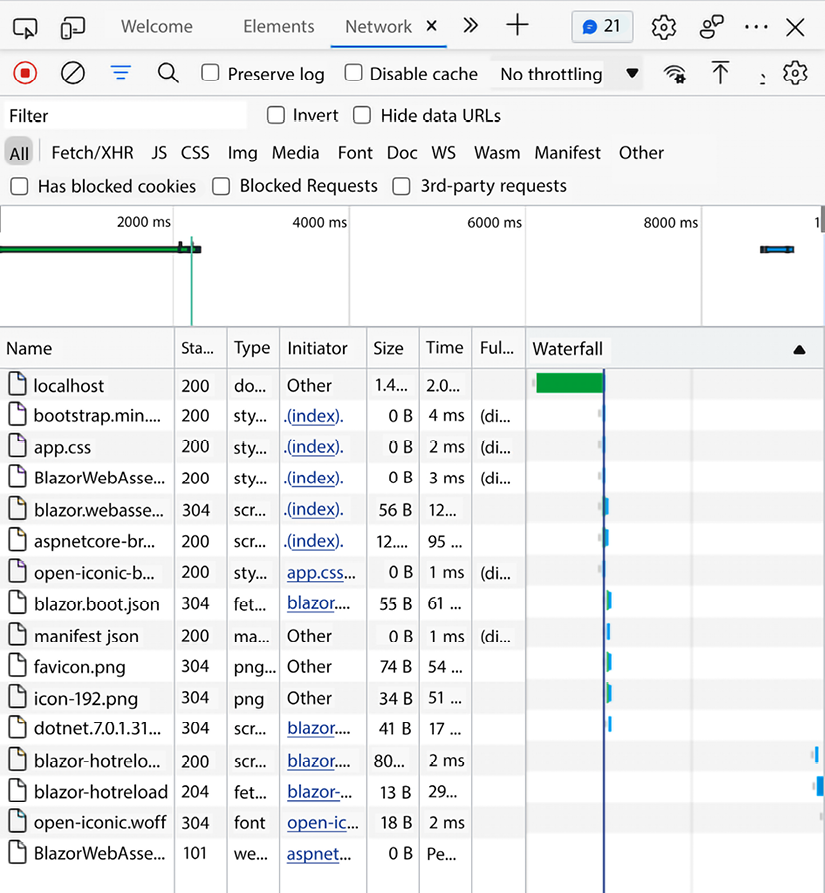 Welcome Elements Network 21
Preserve log Disable cache No throttling
Filter Invert Hide data URLs
All Fetch/XHR JS CSS Img Media Font Doc WS Wasm Manifest Other
Has blocked cookies Blocked Requests 3rd-party requests
2000 ms 4000 ms 6000 ms 8000 ms 1
Name Sta... Type Initiator Size Time Ful... Waterfall
localhost 200 do... Other 1.4... 2.0...
bootstrap.min.... 200 sty... .(index). 0 B 4 ms (di...
app.css 200 sty... .(index). 0 B 2 ms (di...
BlazorWebAsse... 200 sty... .(index). 0 B 3 ms (di...
blazor.webasse... 304 scr... .(index). 56 B 12...
aspnetcore-br... 200 scr... .(index). 12.... 95 ...
open-iconic-b... 200 sty... app.css... 0 B 1 ms (di...
blazor.boot.json 304 fet... blazor.... 55 B 61 ...
manifest json 200 ma... Other 0 B 1 ms (di...
favicon.png 304 png... Other 74 B 54 ...
icon-192.png 304 png Other 34 B 51 ...
dotnet.7.0.1.31... 304 scr... blazor.... 41 B 17 ...
blazor-hotrelo... 200 scr... blazor.... 80... 2 ms
blazor-hotreload 204 fet... blazor-... 13 B 29...
open-iconic.woff 304 font open-ic... 18 B 2 ms
BlazorWebAsse... 101 we... aspnet... 0 B Pe...